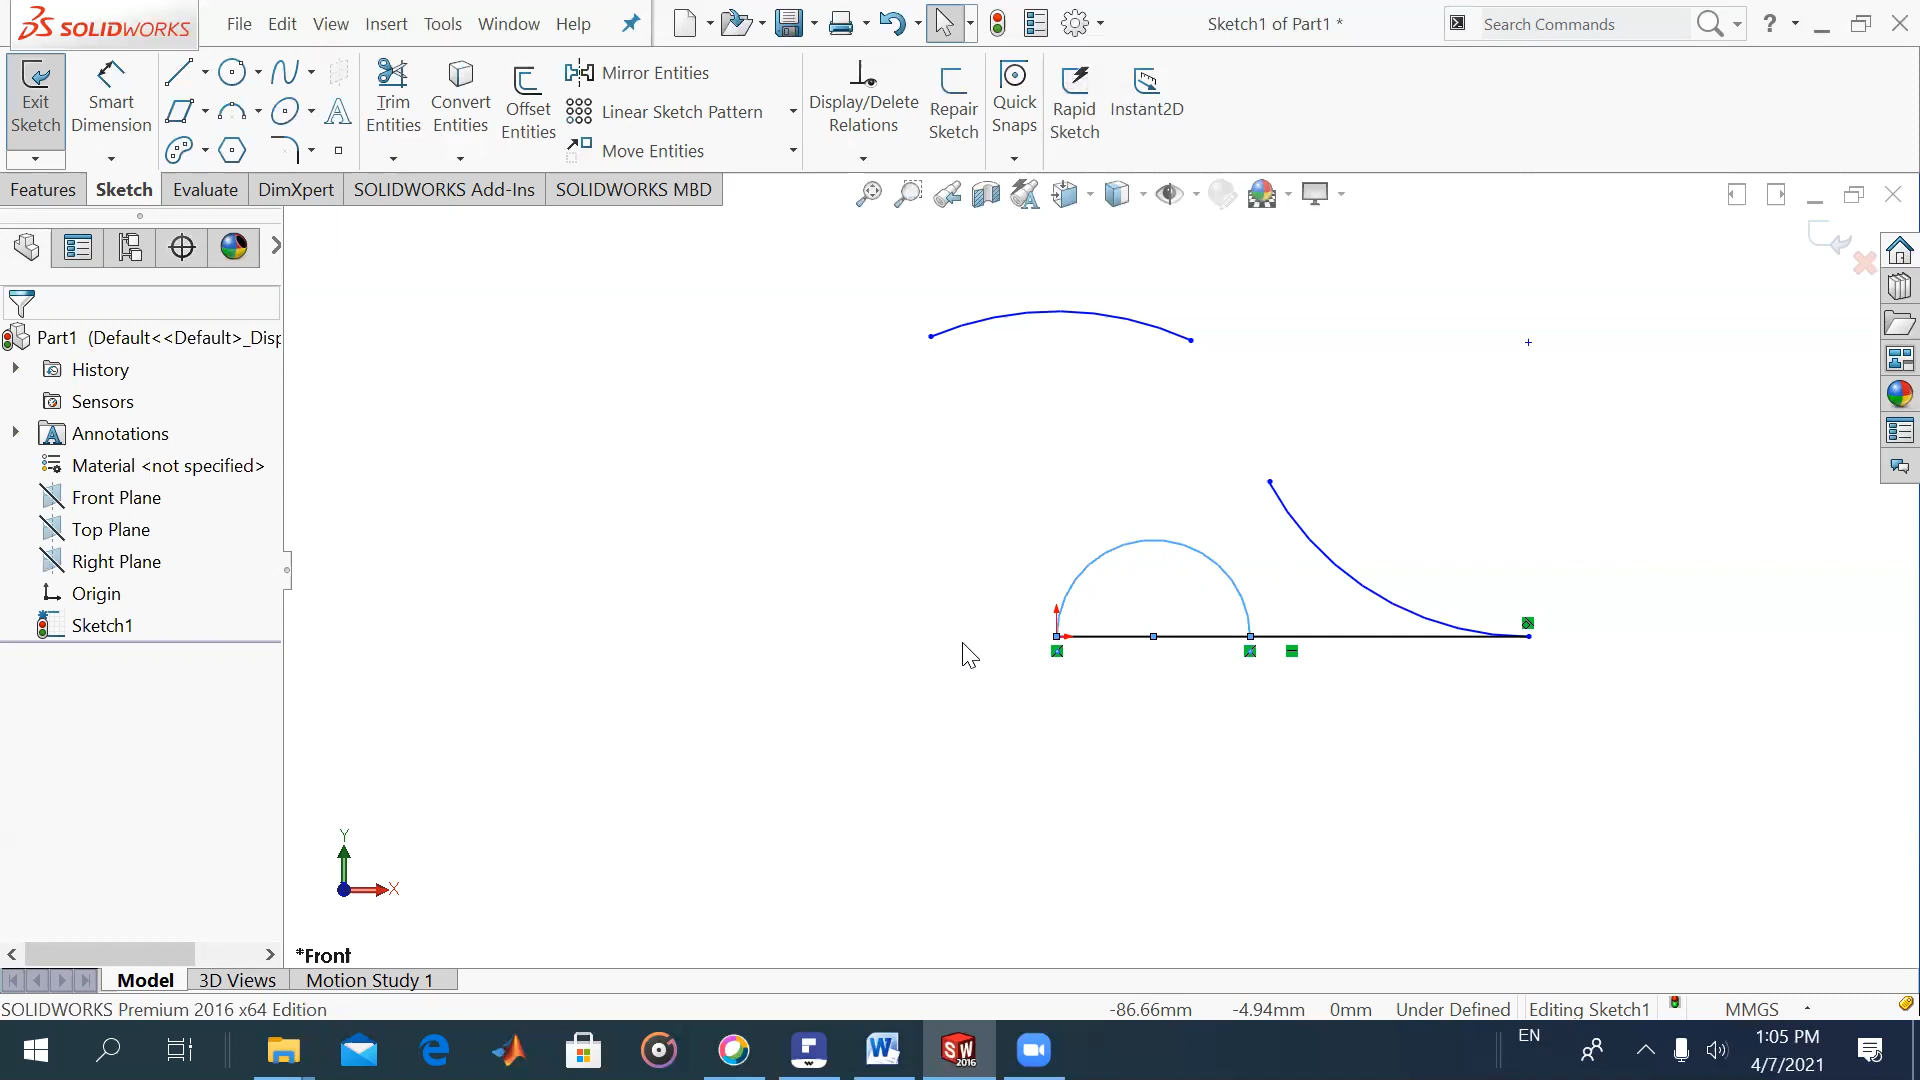 SOLIDWORKS File Edit View Insert Tools Window Help Sketch1 of Part1 * Search Commands ?
Exit Sketch Smart Dimension Trim Entities Convert Entities Offset Entities Mirror Entities Linear Sketch Pattern Move Entities Display/Delete Relations Repair Sketch Quick Snaps Rapid Sketch Instant2D
Features Sketch Evaluate DimXpert SOLIDWORKS Add-Ins SOLIDWORKS MBD
Part1 (Default<<Default>_Disp
History
Sensors
Annotations
Material <not specified>
Front Plane
Top Plane
Right Plane
Origin
Sketch1
Y
X
*Front
Model 3D Views Motion Study 1
SOLIDWORKS Premium 2016 x64 Edition -86.66mm -4.94mm 0mm Under Defined Editing Sketch1 MMGS
SW 2016 EN 1:05 PM
4/7/2021